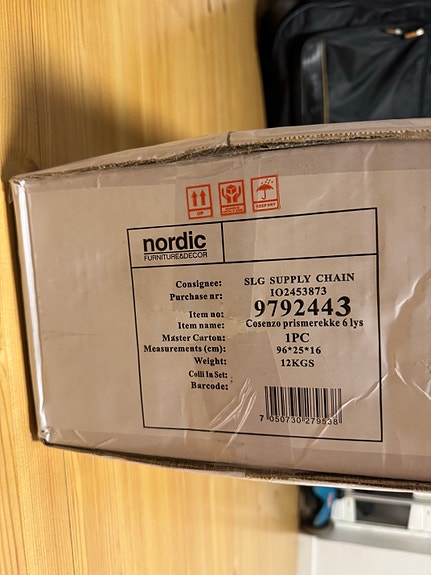 UP
KEEP DRY
nordic
FURNITURE&DECOR
Consignee: SLG SUPPLY CHAIN
Purchase nr: IO2453873
Item no: 9792443
Item name: Cosenzo prismerekke 6 lys
Master Carton: 1PC
Measurements (cm): 96*25*16
Weight: 12KGS
Colli In Set:
Barcode:
7 050730 279538